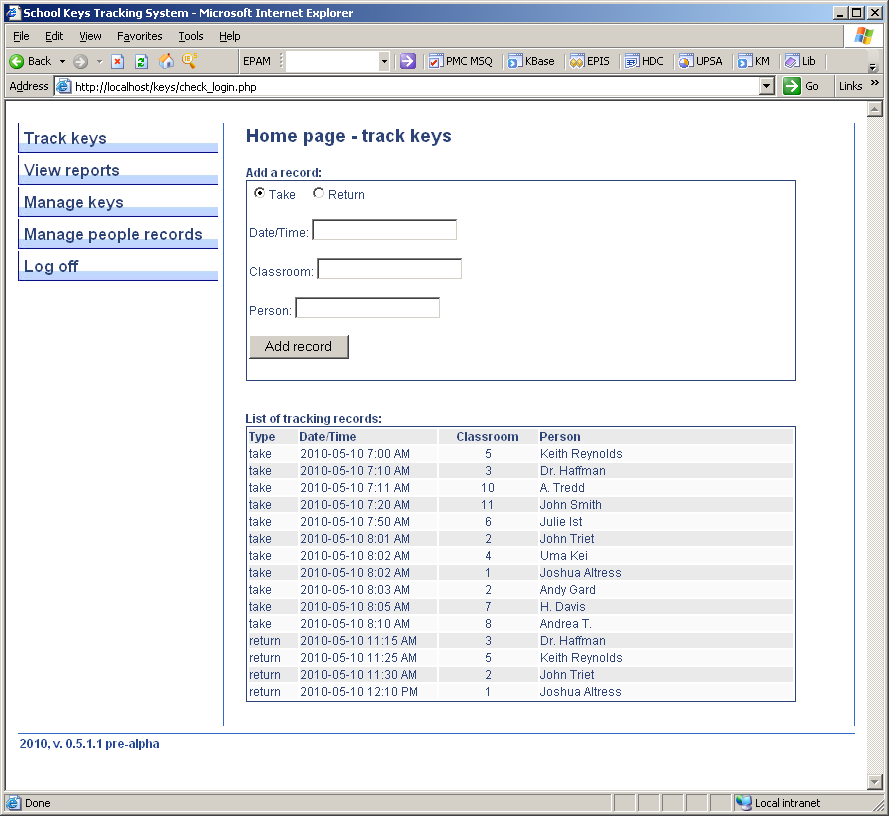 School Keys Tracking System - Microsoft Internet Explorer
File Edit View Favorites Tools Help
Back EPAM PMC MSQ KBase EPIS HDC UPSA KM Lib
Address http://localhost/keys/check_login.php Go Links »
Track keys
View reports
Manage keys
Manage people records
Log off
Home page - track keys
Add a record:
Take Return
Date/Time:
Classroom:
Person:
Add record
List of tracking records:
Type Date/Time Classroom Person
take 2010-05-10 7:00 AM 5 Keith Reynolds
take 2010-05-10 7:10 AM 3 Dr. Haffman
take 2010-05-10 7:11 AM 10 A. Tredd
take 2010-05-10 7:20 AM 11 John Smith
take 2010-05-10 7:50 AM 6 Julie Ist
take 2010-05-10 8:01 AM 2 John Triet
take 2010-05-10 8:02 AM 4 Uma Kei
take 2010-05-10 8:02 AM 1 Joshua Altress
take 2010-05-10 8:03 AM 2 Andy Gard
take 2010-05-10 8:05 AM 7 H. Davis
take 2010-05-10 8:10 AM 8 Andrea T.
return 2010-05-10 11:15 AM 3 Dr. Haffman
return 2010-05-10 11:25 AM 5 Keith Reynolds
return 2010-05-10 11:30 AM 2 John Triet
return 2010-05-10 12:10 PM 1 Joshua Altress
2010, v. 0.5.1.1 pre-alpha
Done Local intranet